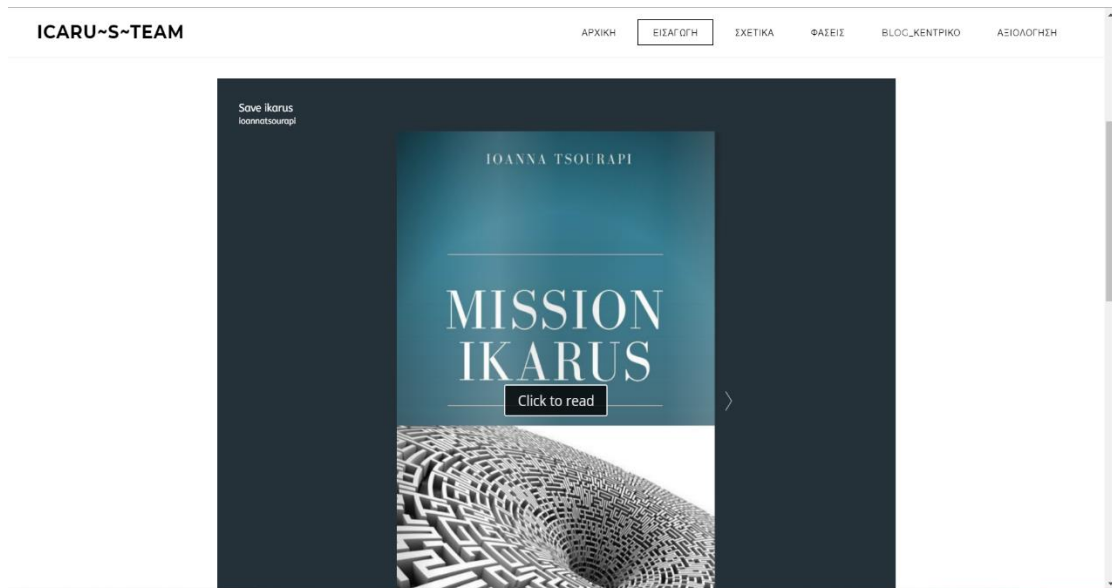 ICARU~S~TEAM
ΑΡΧΙΚΗ
ΕΙΣΑΓΩΓΗ
ΣΧΕΤΙΚΑ
ΦΑΣΕΙΣ
BLOG_ΚΕΝΤΡΙΚΟ
ΑΞΙΟΛΟΓΗΣΗ
Save ikarus
ioannatsourapi
IOANNA TSOURAPI
MISSION
IKARUS
Click to read